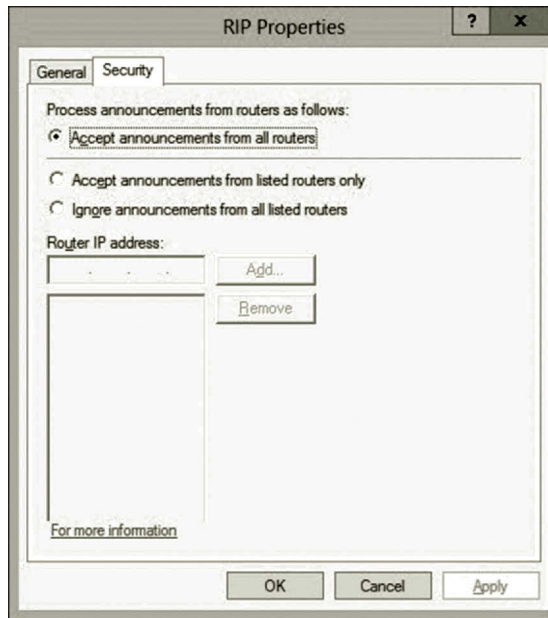 RIP Properties
? x
General Security
Process announcements from routers as follows:
Accept announcements from all routers
Accept announcements from listed routers only
Ignore announcements from all listed routers
Router IP address:
. . .
Add...
Remove
For more information
OK Cancel Apply